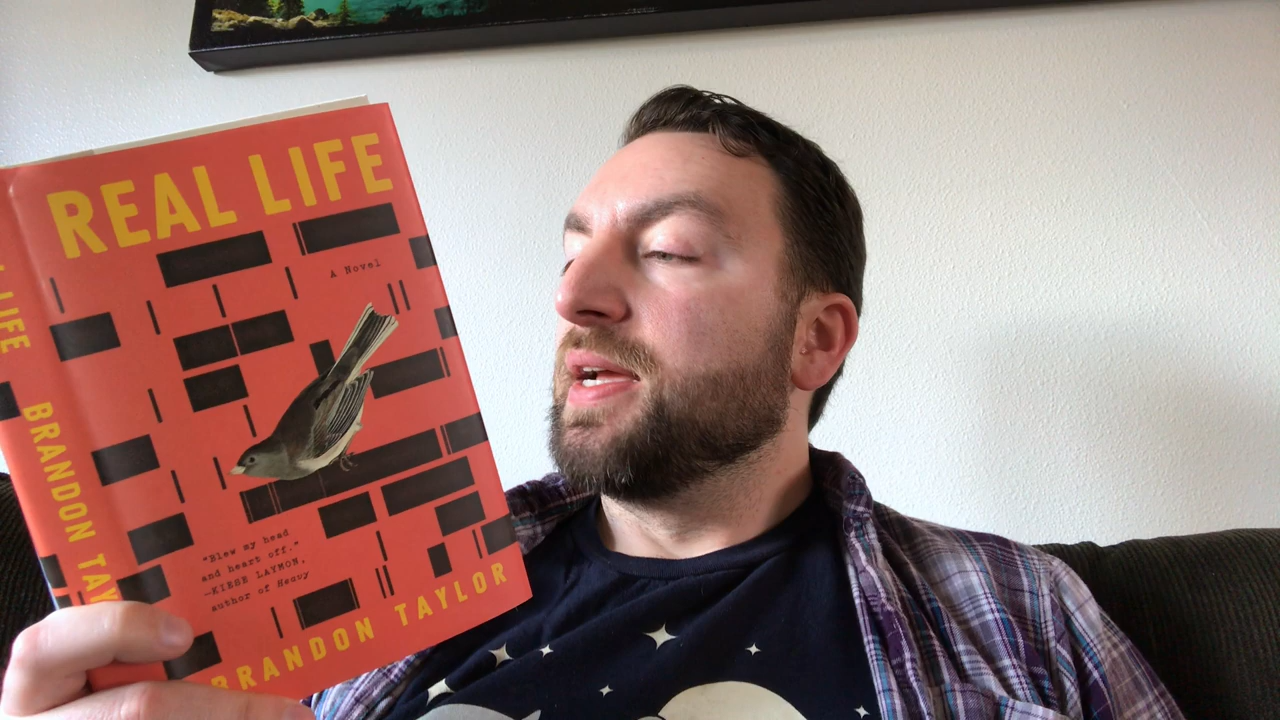 REAL LIFE
A Novel
"Blew my head
and heart off."
—KIESE LAYMON,
author of Heavy
BRANDON TAYLOR
LIFE
BRANDON TAY